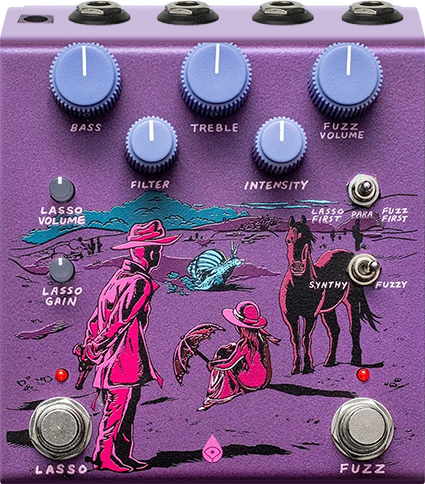 BASS
TREBLE
FUZZ
VOLUME
FILTER
INTENSITY
LASSO
VOLUME
LASSO
FIRST
PARA
FUZZ
FIRST
LASSO
GAIN
SYNTHY
FUZZY
LASSO
FUZZ